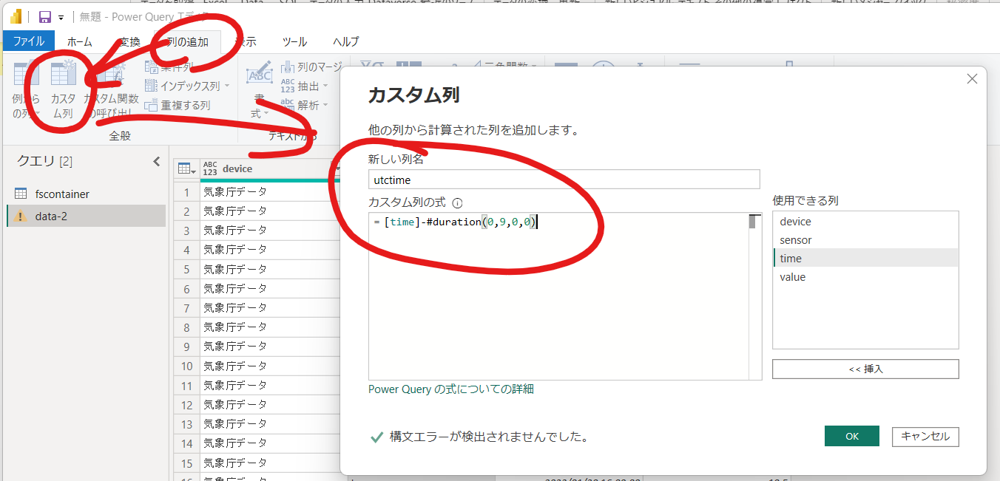 無題 - Power Query エディ
ファイル
ホーム
変換
列の追加
表示
ツール
ヘルプ
例から
の列
カスタ
ム列
カスタム関数
の呼び出し
条件列
インデックス列
重複する列
全般
ABC
書
式
列のマージ
ABC
123 抽出
abc
解析
テキストから
三角関数
クエリ [2]
fscontainer
data-2
ABC
123 device
1 気象庁データ
2 気象庁データ
3 気象庁データ
4 気象庁データ
5 気象庁データ
6 気象庁データ
7 気象庁データ
8 気象庁データ
9 気象庁データ
10 気象庁データ
11 気象庁データ
12 気象庁データ
13 気象庁データ
14 気象庁データ
15 気象庁データ
カスタム列
他の列から計算された列を追加します。
新しい列名
utctime
カスタム列の式
= [time]-#duration(0,9,0,0)
使用できる列
device
sensor
time
value
<< 挿入
Power Query の式についての詳細
構文エラーが検出されませんでした。
OK
キャンセル